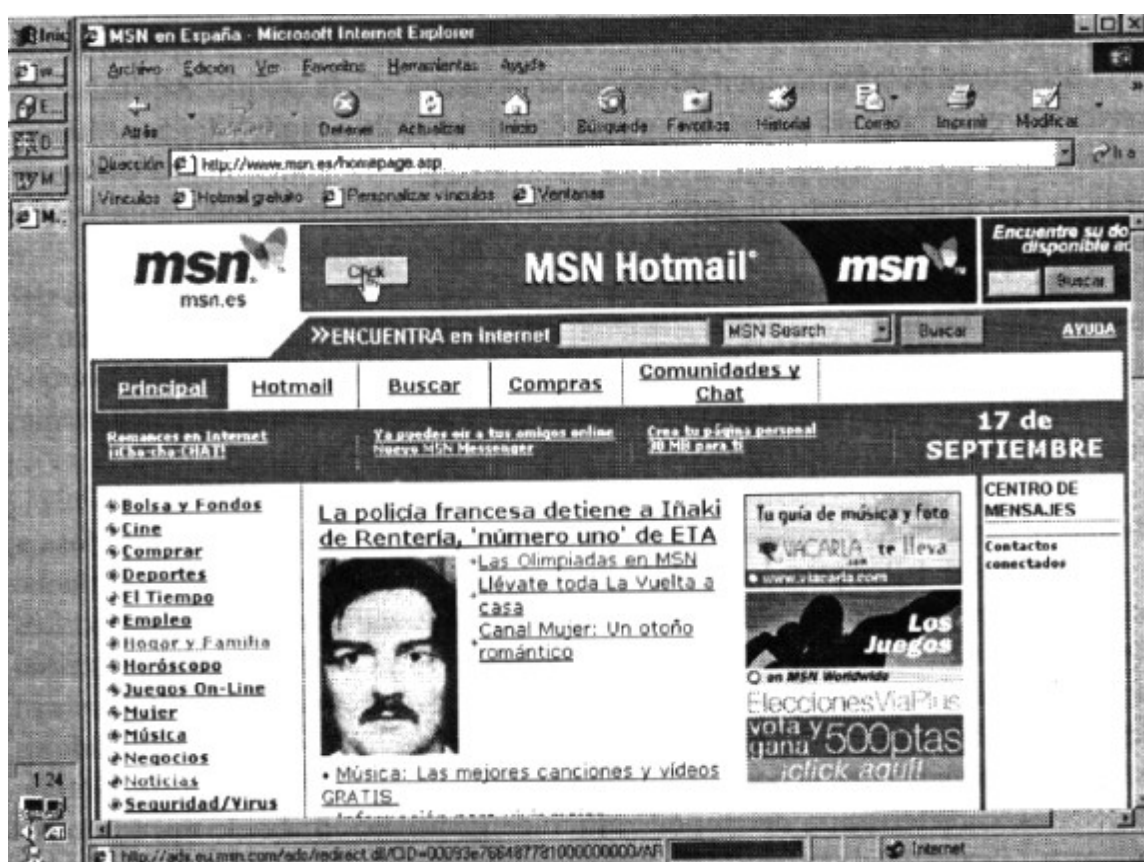 Inic
MSN en España - Microsoft Internet Explorer
Archivo Edición Ver Favoritos Herramientas Ayuda
Atrás Detener Actualizar Inicio Búsqueda Favoritos Historial Correo Imprimir Modificar
Dirección http://www.msn.es/homepage.asp Ir a
Vínculos Hotmail gratuito Personalizar vínculos Ventanas
msn
msn.es
Click
MSN Hotmail
msn
Encuentre su do
disponible
Buscar
»ENCUENTRA en Internet MSN Search Buscar AYUDA
Principal Hotmail Buscar Compras Comunidades y
Chat
Romances en Internet
¡¡Cha-cha-CHAT!
Ya puedes oir a tus amigos online
Nuevo MSN Messenger
Crea tu página personal
30 MB para ti
17 de
SEPTIEMBRE
Bolsa y Fondos
Cine
Comprar
Deportes
El Tiempo
Empleo
Hogar y Familia
Horóscopo
Juegos On-Line
Mujer
Música
Negocios
Noticias
Seguridad/Virus
La policía francesa detiene a Iñaki
de Rentería, 'número uno' de ETA
Las Olimpiadas en MSN
Llévate toda La Vuelta a
casa
Canal Mujer: Un otoño
romántico
• Música: Las mejores canciones y vídeos
GRATIS
Tu guía de música y foto
VIACARLA.com te lleva
www.viacarla.com
Los
Juegos
en MSN Worldwide
EleccionesViaPlus
vota y
gana 500ptas
¡click aquí!
CENTRO DE
MENSAJES
Contactos
conectados
1:24
Internet